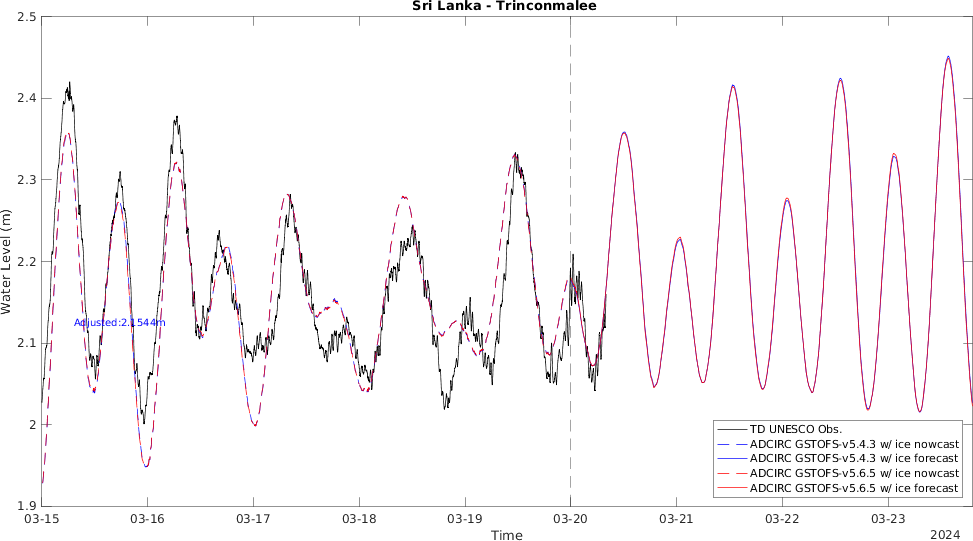 Sri Lanka - Trinconmalee
2.5
2.4
2.3
2.2
2.1
2
1.9
Water Level (m)
Adjusted:2.1544m
TD UNESCO Obs.
ADCIRC GSTOFS-v5.4.3 w/ ice nowcast
ADCIRC GSTOFS-v5.4.3 w/ ice forecast
ADCIRC GSTOFS-v5.6.5 w/ ice nowcast
ADCIRC GSTOFS-v5.6.5 w/ ice forecast
03-15 03-16 03-17 03-18 03-19 03-20 03-21 03-22 03-23
Time
2024